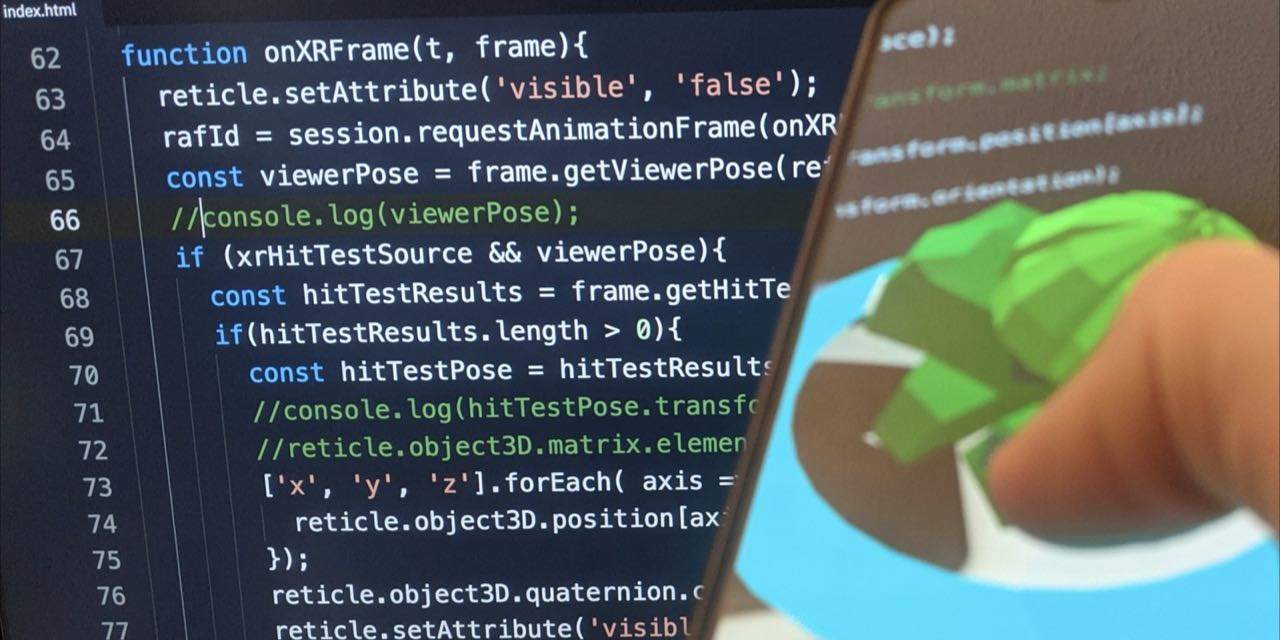 index.html
62 function onXRFrame(t, frame){
63 reticle.setAttribute('visible', 'false');
64 rafId = session.requestAnimationFrame(onXR
65 const viewerPose = frame.getViewerPose(re
66 //console.log(viewerPose);
67 if (xrHitTestSource && viewerPose){
68 const hitTestResults = frame.getHitTe
69 if(hitTestResults.length > 0){
70 const hitTestPose = hitTestResults
71 //console.log(hitTestPose.transfo
72 //reticle.object3D.matrix.elemen
73 ['x', 'y', 'z'].forEach( axis =
74 reticle.object3D.position[ax
75 });
76 reticle.object3D.quaternion.c
77 reticle.setAttribute('visibl
ace);
ransform.matrix;
ransform.position[axis];
nsform.orientation);